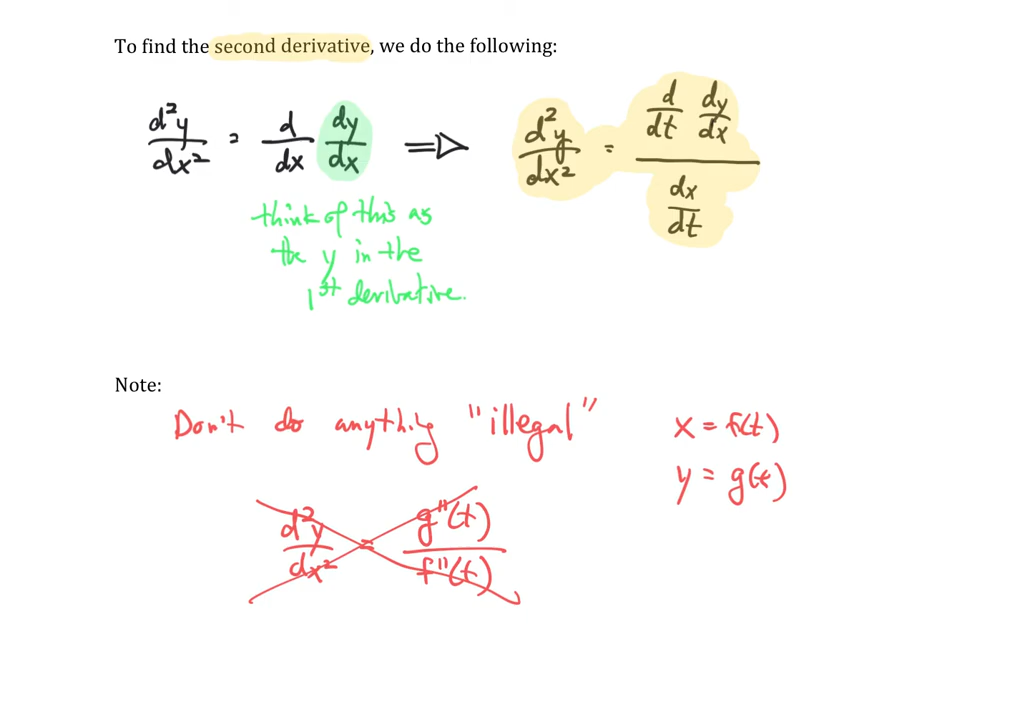 To find the second derivative, we do the following:
d²y/dx² = d/dx dy/dx ⇒ d²y/dx² = (d/dt dy/dx)/(dx/dt)
think of this as
the y in the
1st derivative.
Note:
Don't do anything "illegal"
x = f(t)
y = g(t)
d²y/dx² = g"(t)/f"(t)